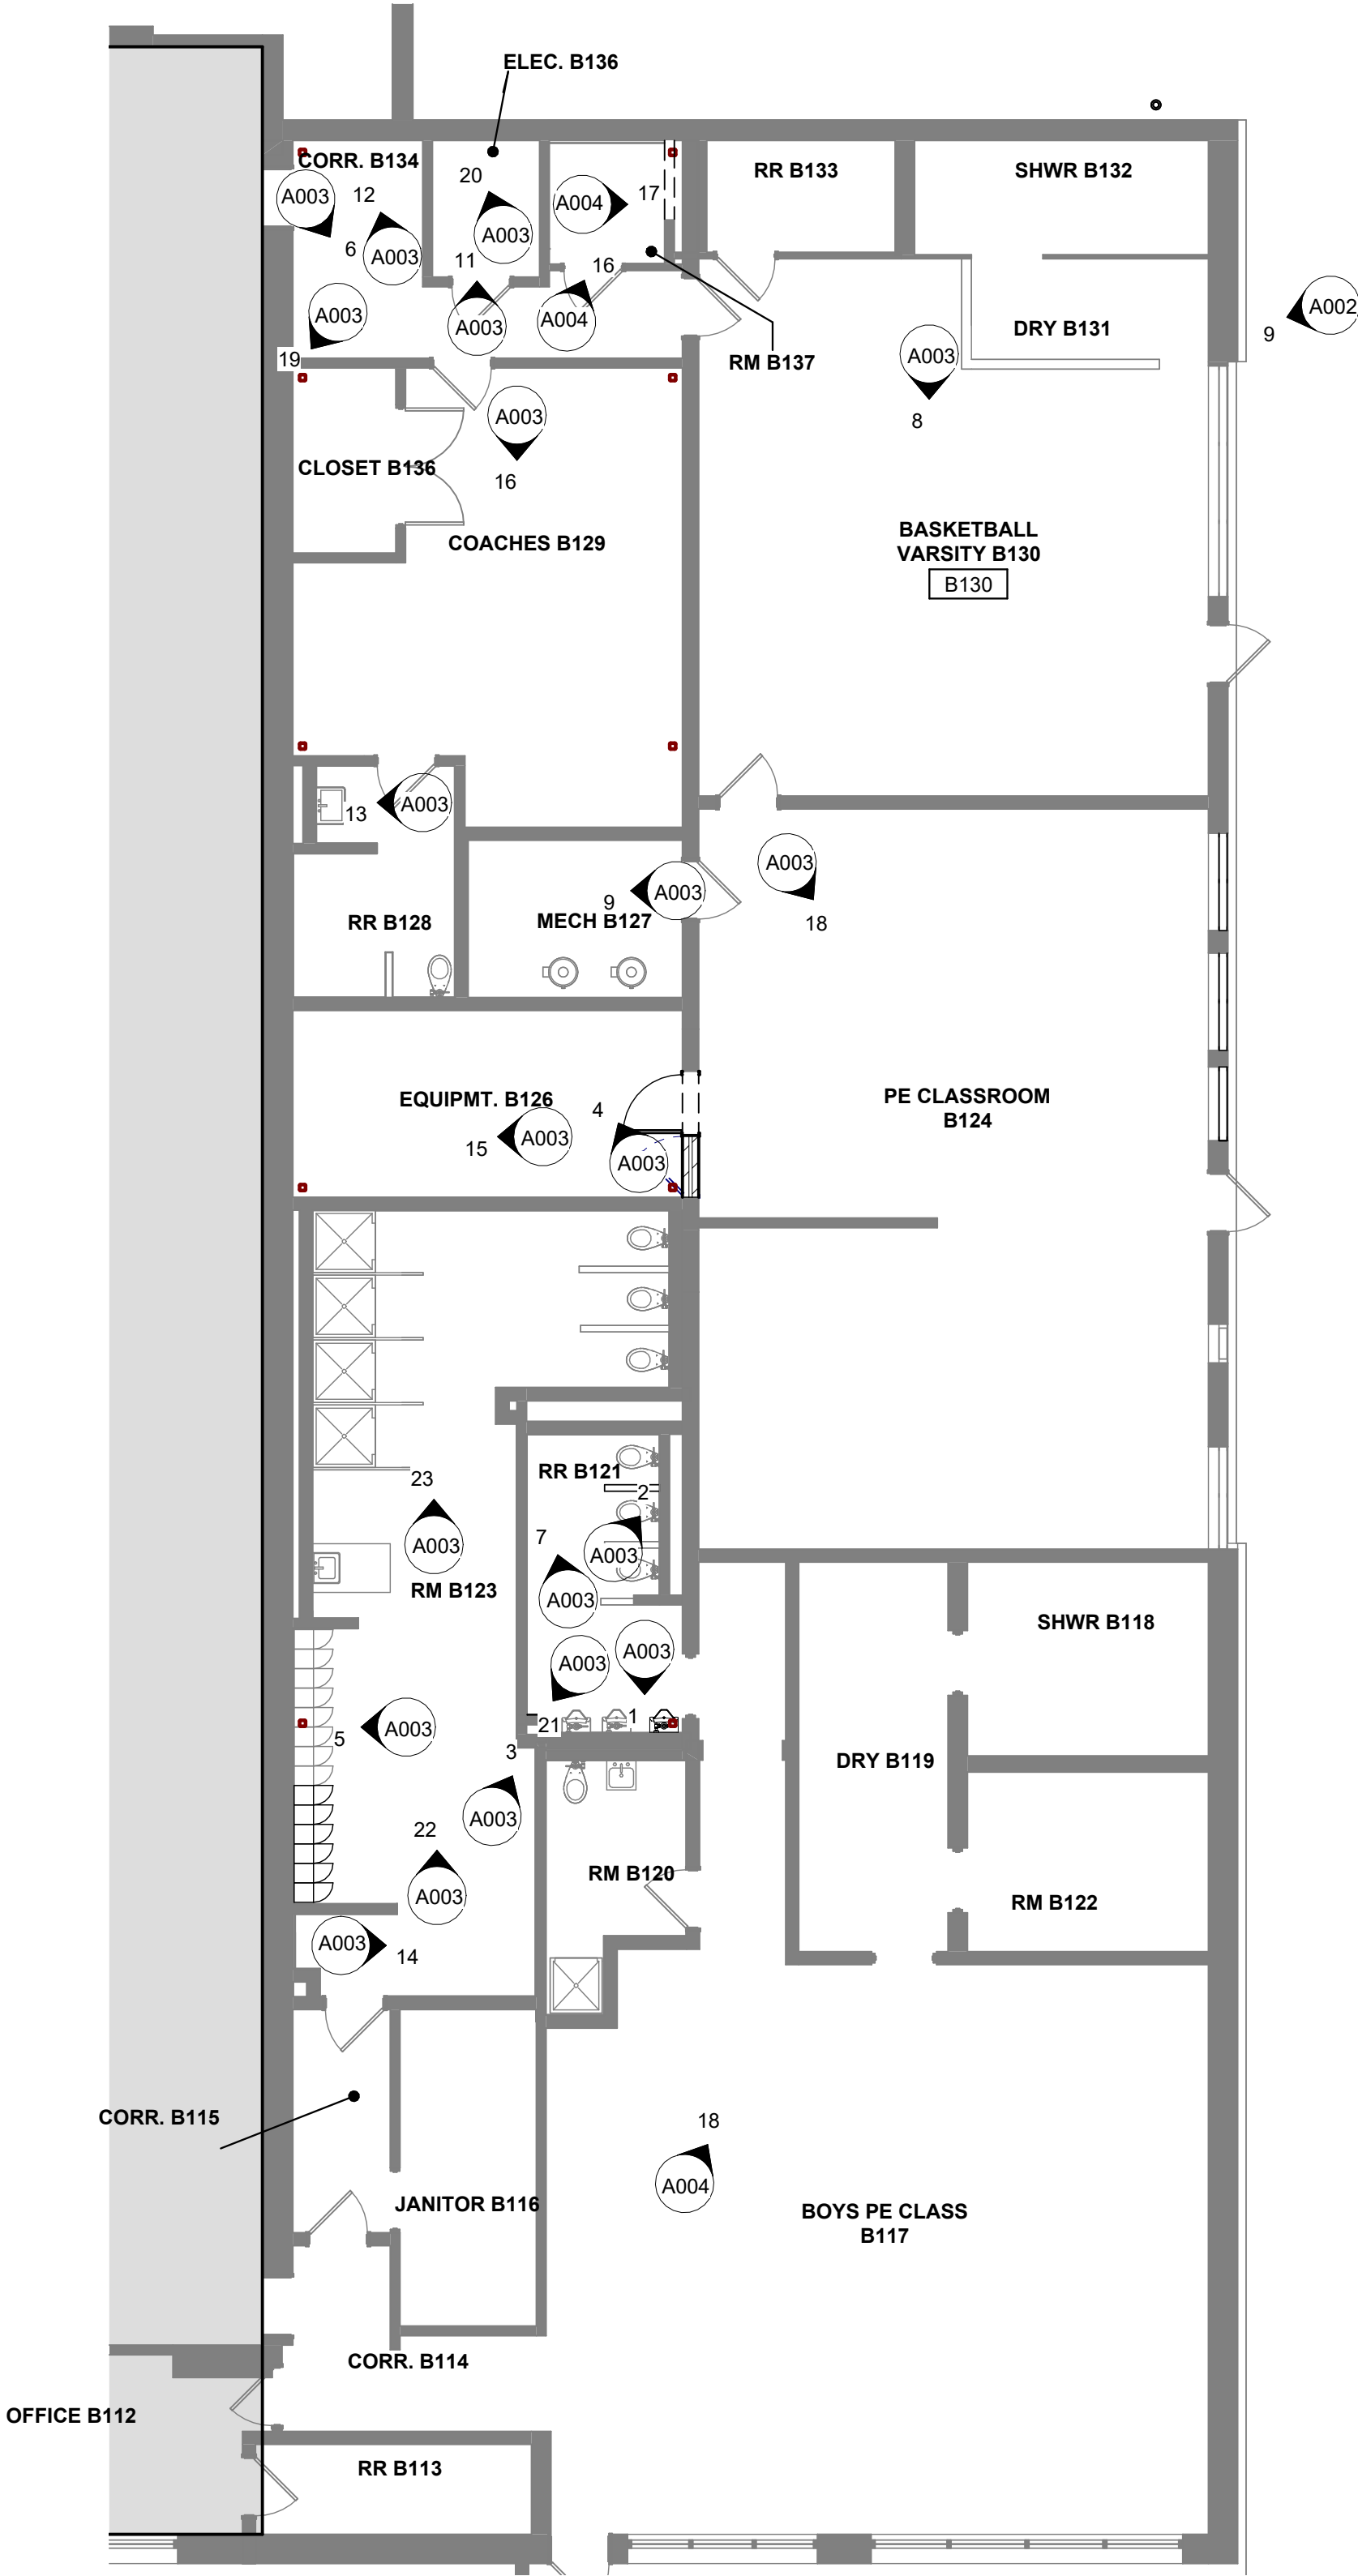 ELEC. B136
CORR. B134
RR B133
SHWR B132
A003
12
20
A004
17
A003
6
A003
11
16
A003
A003
A004
DRY B131
A002
9
19
RM B137
A003
8
A003
16
CLOSET B136
COACHES B129
BASKETBALL
VARSITY B130
B130
A003
13
A003
A003
9
MECH B127
RR B128
18
EQUIPMT. B126
4
PE CLASSROOM
B124
A003
15
A003
RR B121
23
2
7
A003
A003
RM B123
A003
SHWR B118
A003
A003
21
1
A003
5
3
DRY B119
A003
22
RM B120
A003
RM B122
A003
14
CORR. B115
18
A004
JANITOR B116
BOYS PE CLASS
B117
CORR. B114
OFFICE B112
RR B113